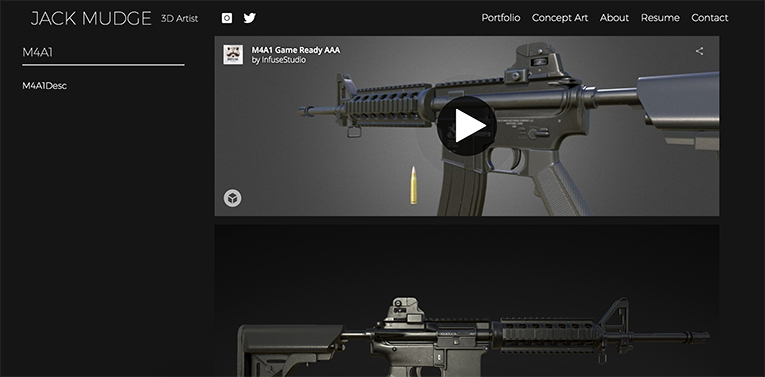 JACK MUDGE 3D Artist
Portfolio Concept Art About Resume Contact
M4A1
M4A1Desc
M4A1 Game Ready AAA
by InfuseStudio